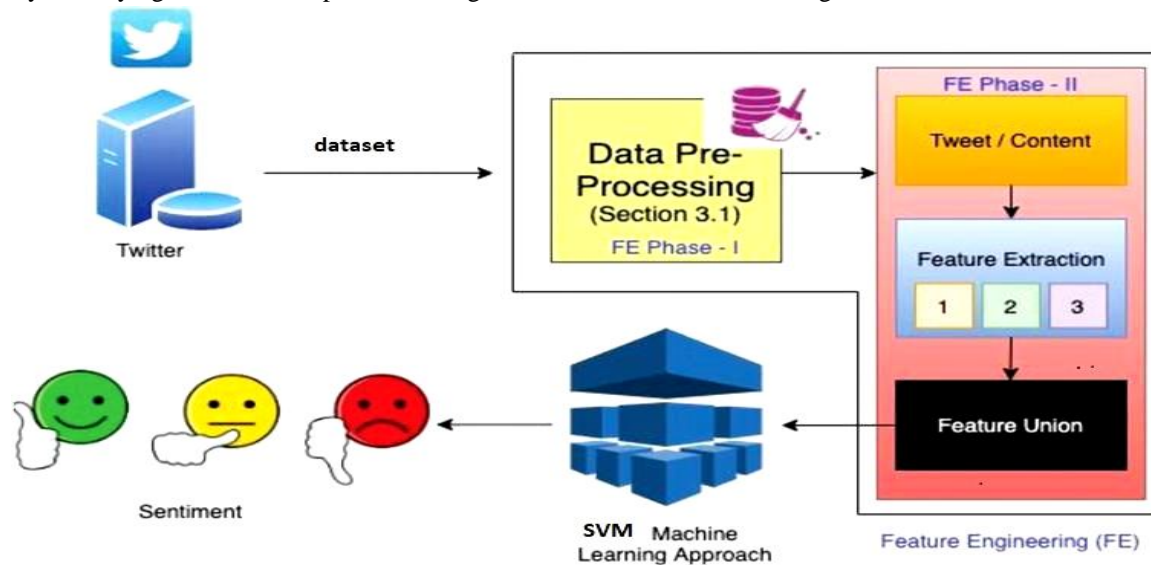 Twitter
dataset
Data Pre-
Processing
(Section 3.1)
FE Phase - I
FE Phase - II
Tweet / Content
Feature Extraction
1 2 3
Feature Union
Feature Engineering (FE)
SVM Machine
Learning Approach
Sentiment